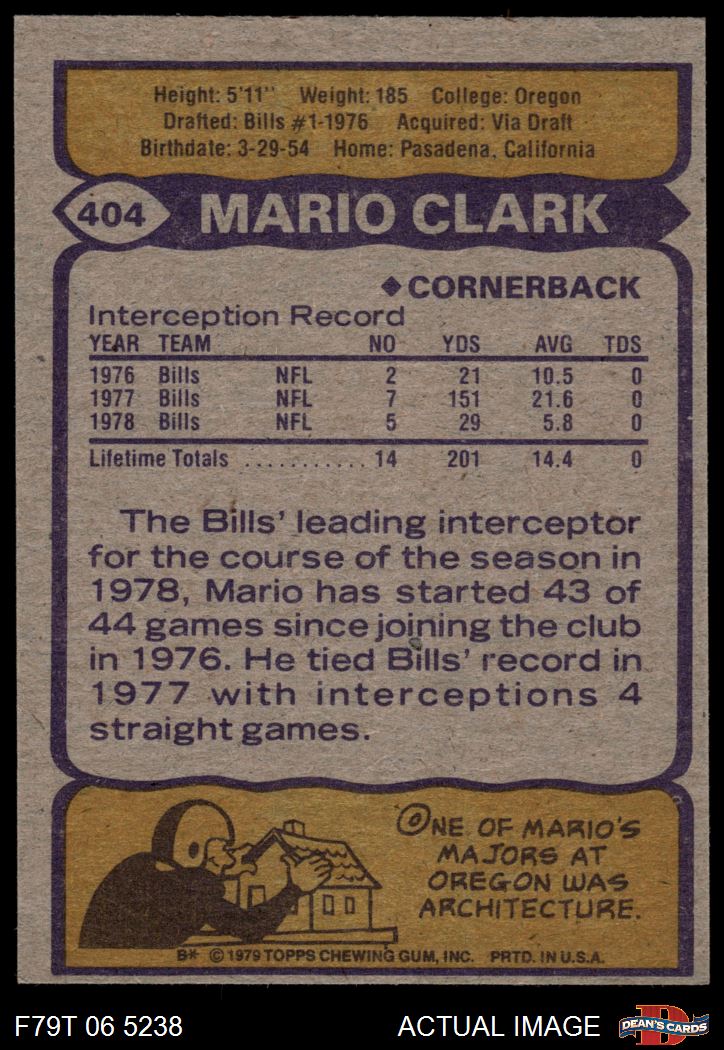 Height: 5'11" Weight: 185 College: Oregon
Drafted: Bills #1-1976 Acquired: Via Draft
Birthdate: 3-29-54 Home: Pasadena, California
404 MARIO CLARK
◆CORNERBACK
Interception Record
YEAR TEAM NO YDS AVG TDS
1976 Bills NFL 2 21 10.5 0
1977 Bills NFL 7 151 21.6 0
1978 Bills NFL 5 29 5.8 0
Lifetime Totals ........... 14 201 14.4 0
The Bills' leading interceptor
for the course of the season in
1978, Mario has started 43 of
44 games since joining the club
in 1976. He tied Bills' record in
1977 with interceptions 4
straight games.
ONE OF MARIO'S
MAJORS AT
OREGON WAS
ARCHITECTURE.
B* © 1979 TOPPS CHEWING GUM, INC. PRTD. IN U.S.A.
F79T 06 5238 ACTUAL IMAGE D DEAN'S CARDS